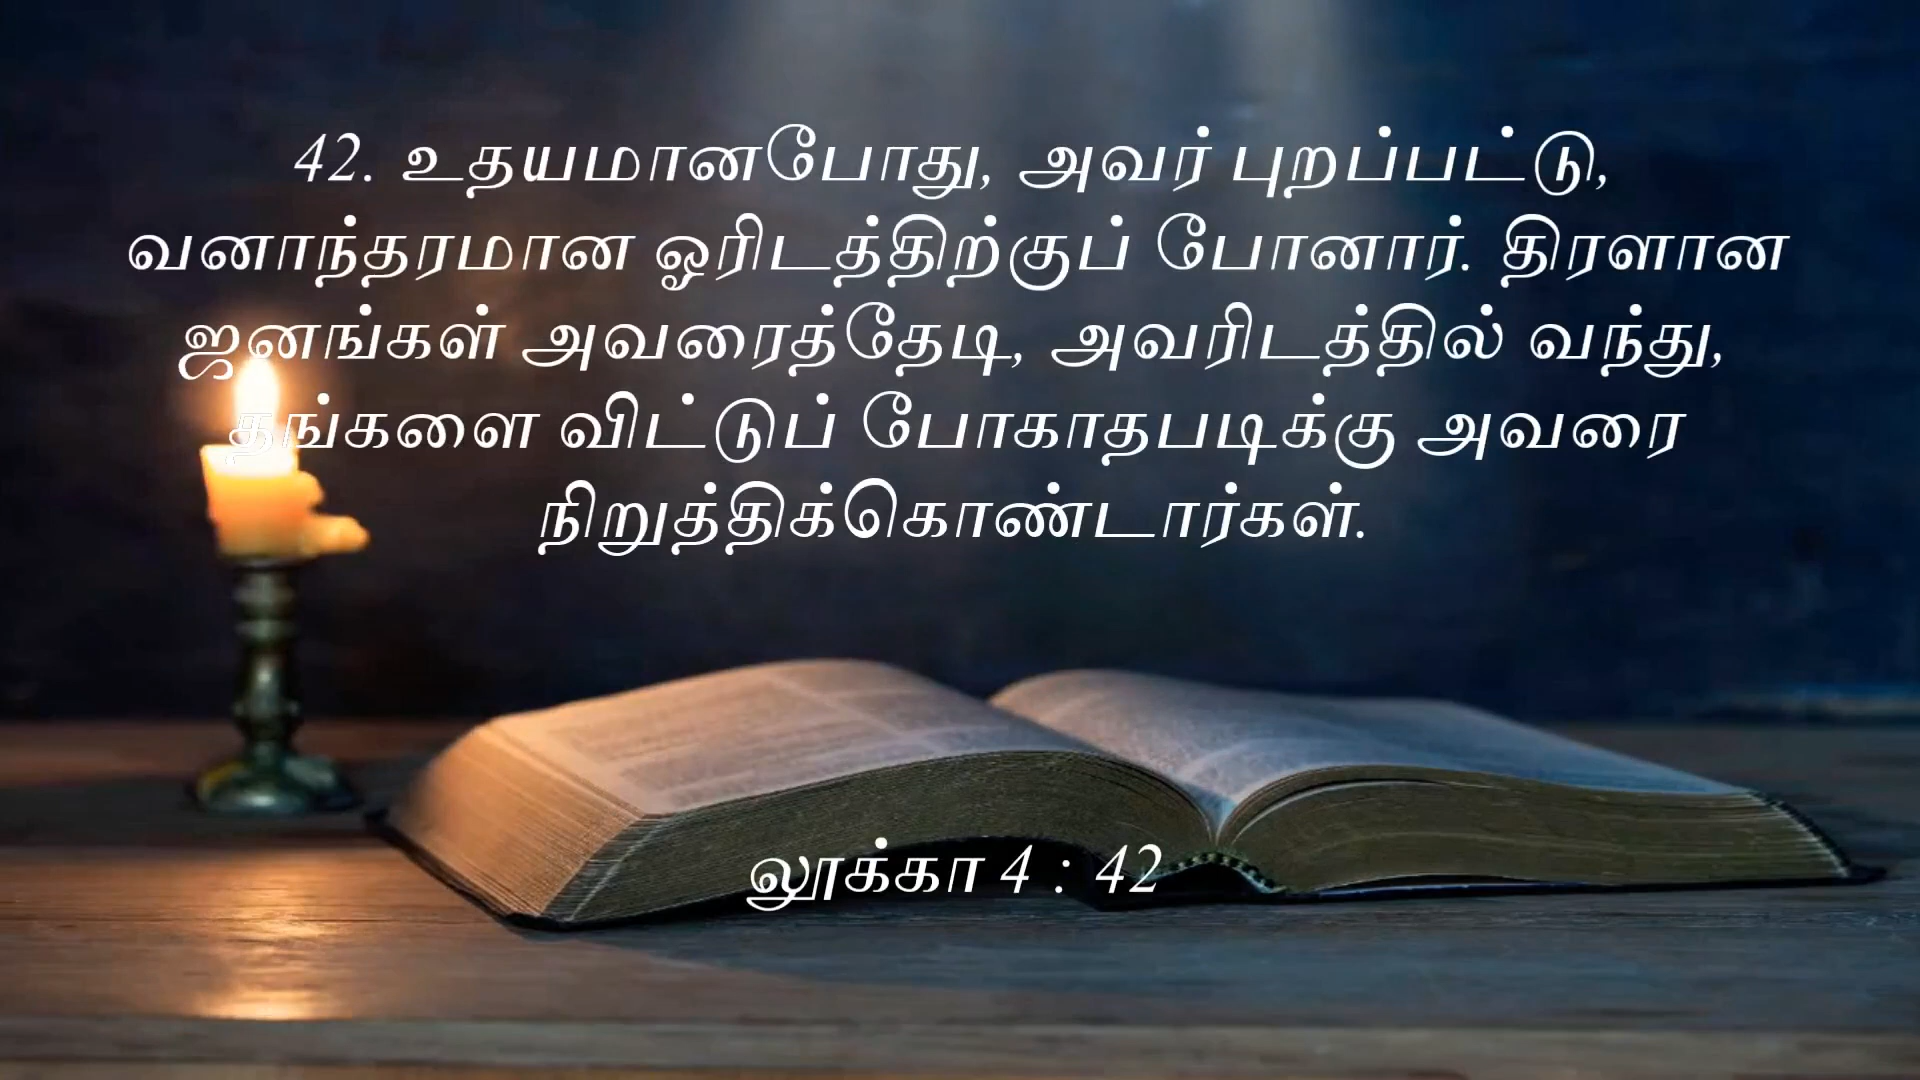 42. உதயமானபோது, அவர் புறப்பட்டு,
வனாந்தரமான ஓரிடத்திற்குப் போனார். திரளான
ஜனங்கள் அவரைத்தேடி, அவரிடத்தில் வந்து,
தங்களை விட்டுப் போகாதபடிக்கு அவரை
நிறுத்திக்கொண்டார்கள்.
லூக்கா 4 : 42